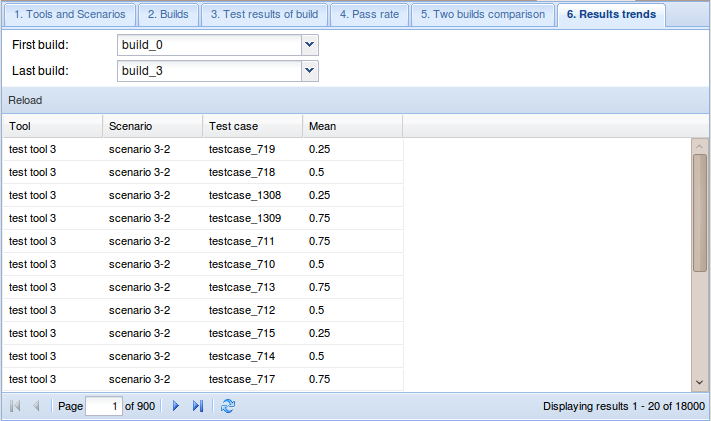 1. Tools and Scenarios 2. Builds 3. Test results of build 4. Pass rate 5. Two builds comparison 6. Results trends
First build: build_0
Last build: build_3
Reload
Tool Scenario Test case Mean
test tool 3 scenario 3-2 testcase_719 0.25
test tool 3 scenario 3-2 testcase_718 0.5
test tool 3 scenario 3-2 testcase_1308 0.25
test tool 3 scenario 3-2 testcase_1309 0.75
test tool 3 scenario 3-2 testcase_711 0.75
test tool 3 scenario 3-2 testcase_710 0.5
test tool 3 scenario 3-2 testcase_713 0.75
test tool 3 scenario 3-2 testcase_712 0.5
test tool 3 scenario 3-2 testcase_715 0.25
test tool 3 scenario 3-2 testcase_714 0.5
test tool 3 scenario 3-2 testcase_717 0.75
Page 1 of 900 Displaying results 1 - 20 of 18000